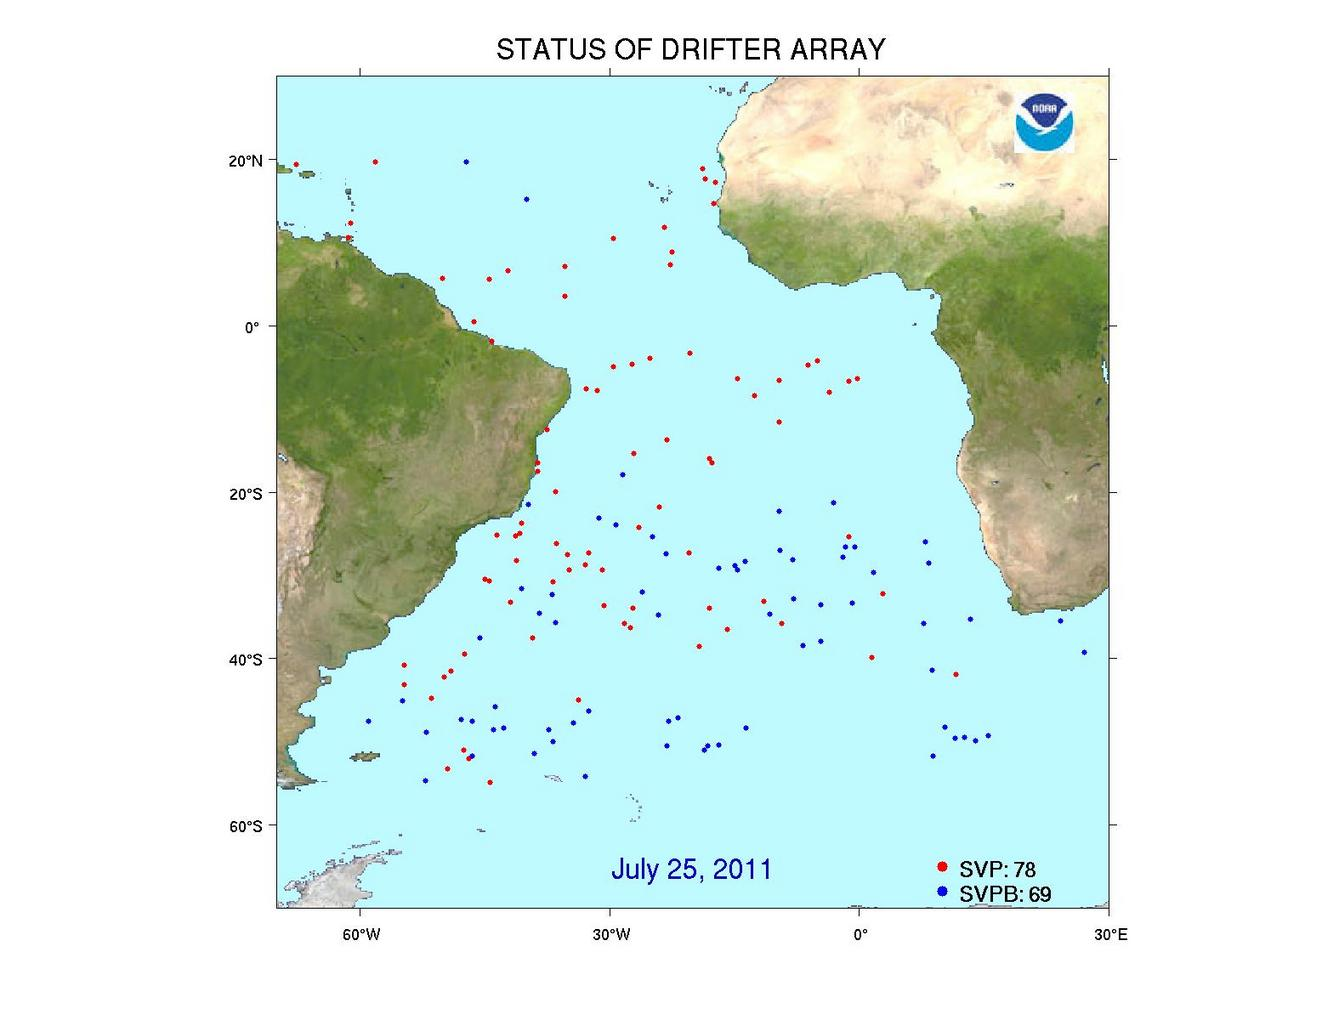 STATUS OF DRIFTER ARRAY
NOAA
20°N
0°
20°S
40°S
60°S
July 25, 2011
SVP: 78
SVPB: 69
60°W
30°W
0°
30°E